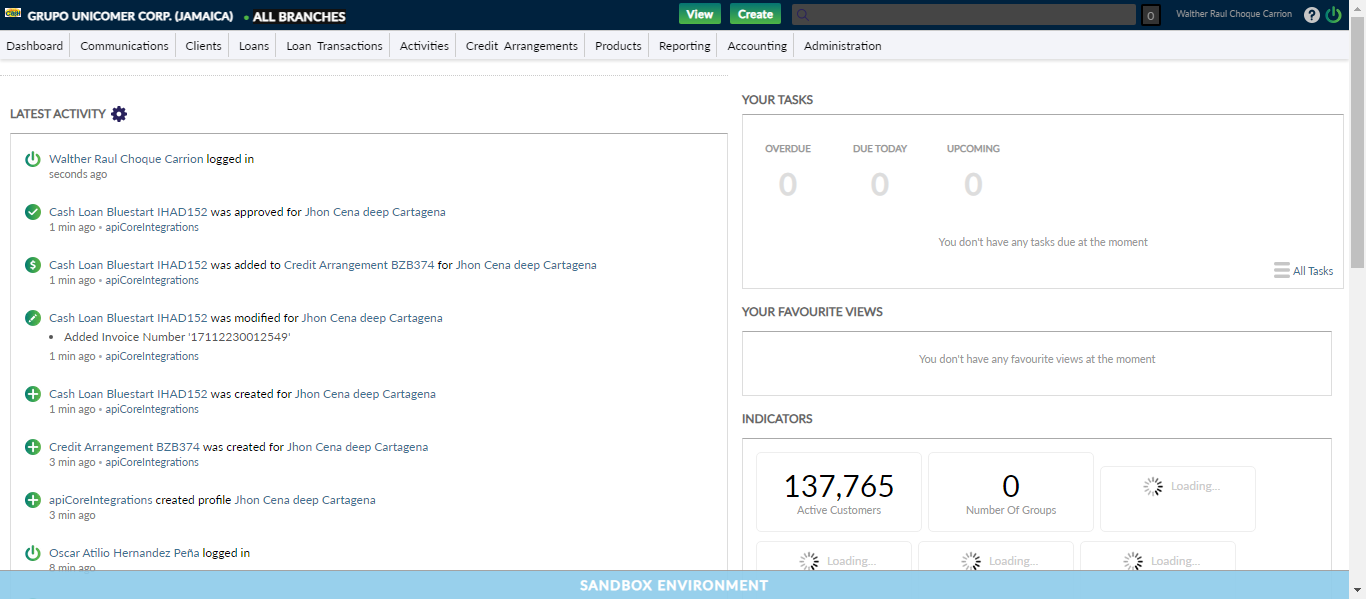 GRUPO UNICOMER CORP. (JAMAICA) • ALL BRANCHES
View Create 0 Walther Raul Choque Carrion ?
Dashboard Communications Clients Loans Loan Transactions Activities Credit Arrangements Products Reporting Accounting Administration
LATEST ACTIVITY
Walther Raul Choque Carrion logged in
seconds ago
Cash Loan Bluestart IHAD152 was approved for Jhon Cena deep Cartagena
1 min ago • apiCoreIntegrations
Cash Loan Bluestart IHAD152 was added to Credit Arrangement BZB374 for Jhon Cena deep Cartagena
1 min ago • apiCoreIntegrations
Cash Loan Bluestart IHAD152 was modified for Jhon Cena deep Cartagena
• Added Invoice Number '17112230012549'
1 min ago • apiCoreIntegrations
Cash Loan Bluestart IHAD152 was created for Jhon Cena deep Cartagena
1 min ago • apiCoreIntegrations
Credit Arrangement BZB374 was created for Jhon Cena deep Cartagena
3 min ago • apiCoreIntegrations
apiCoreIntegrations created profile Jhon Cena deep Cartagena
3 min ago
Oscar Atilio Hernandez Peña logged in
8 min ago
YOUR TASKS
OVERDUE DUE TODAY UPCOMING
0 0 0
You don't have any tasks due at the moment
All Tasks
YOUR FAVOURITE VIEWS
You don't have any favourite views at the moment
INDICATORS
137,765 0 Loading...
Active Customers Number Of Groups
Loading... Loading... Loading...
SANDBOX ENVIRONMENT